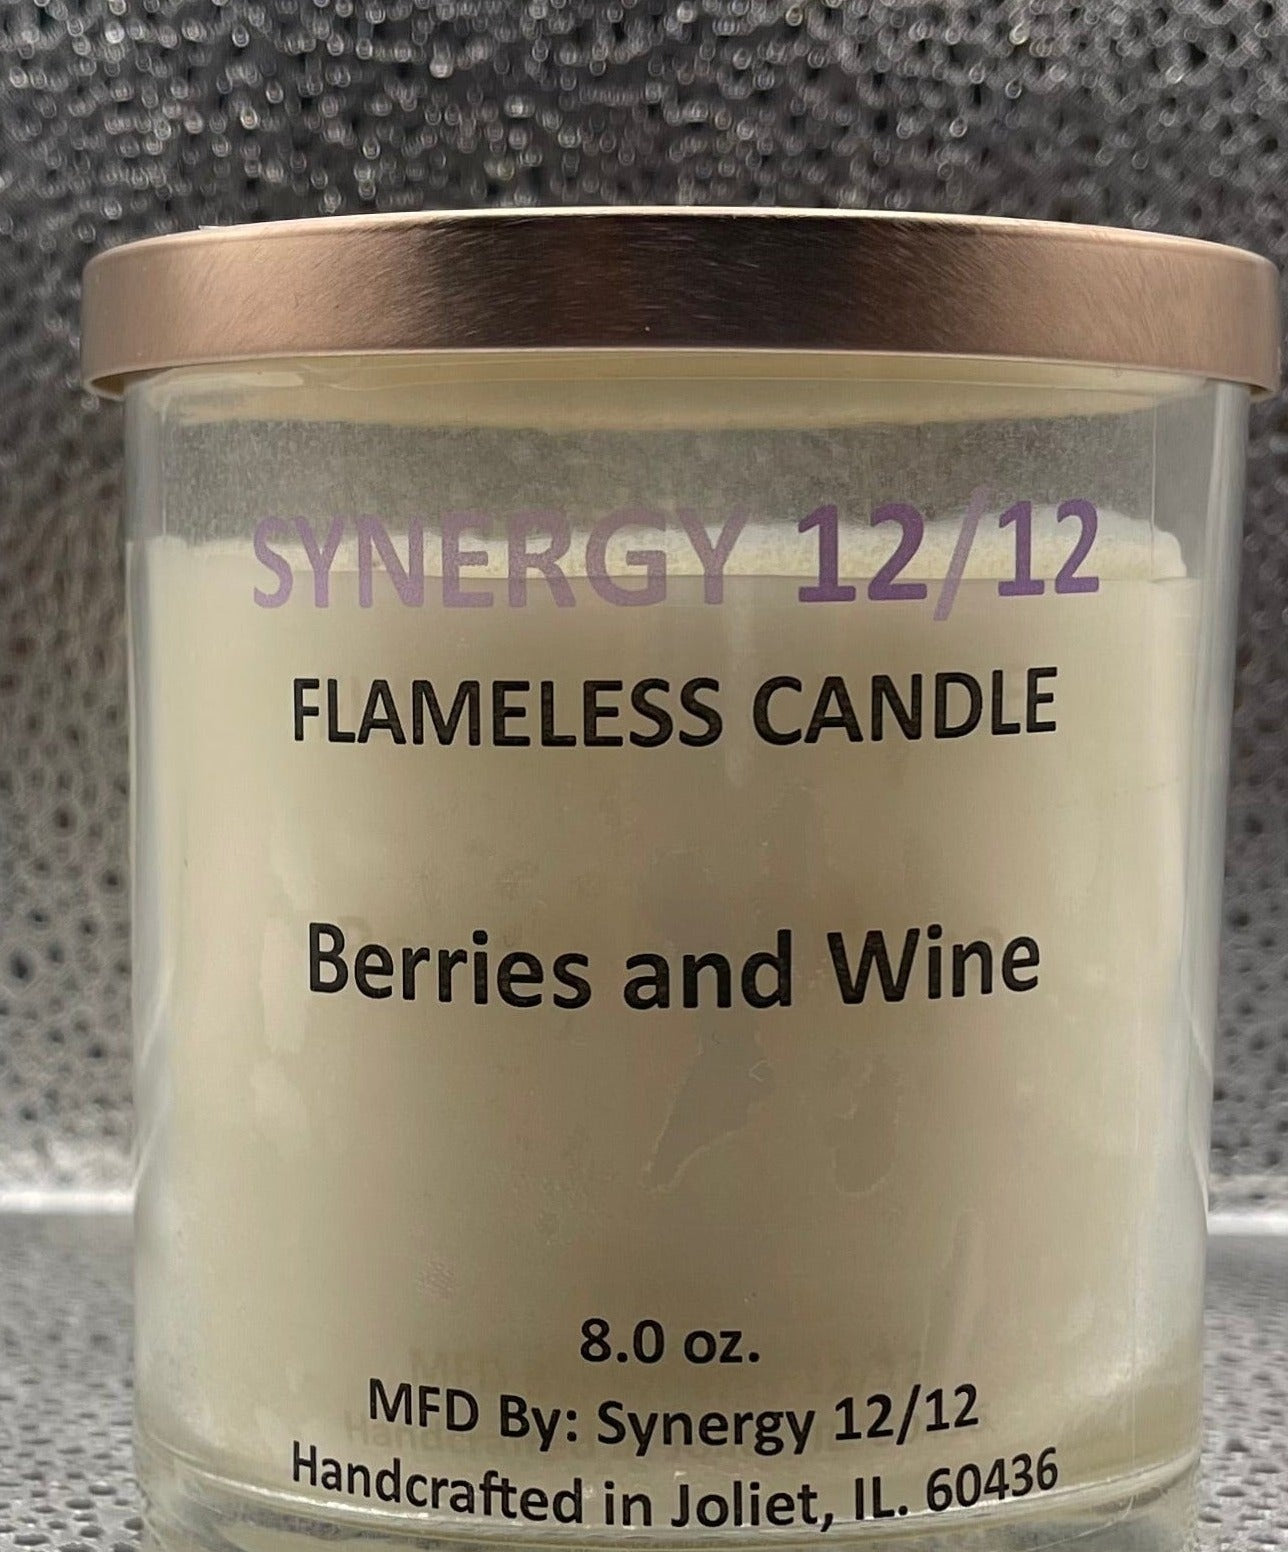 SYNERGY 12/12
FLAMELESS CANDLE
Berries and Wine
8.0 oz.
MFD By: Synergy 12/12
Handcrafted in Joliet, IL. 60436